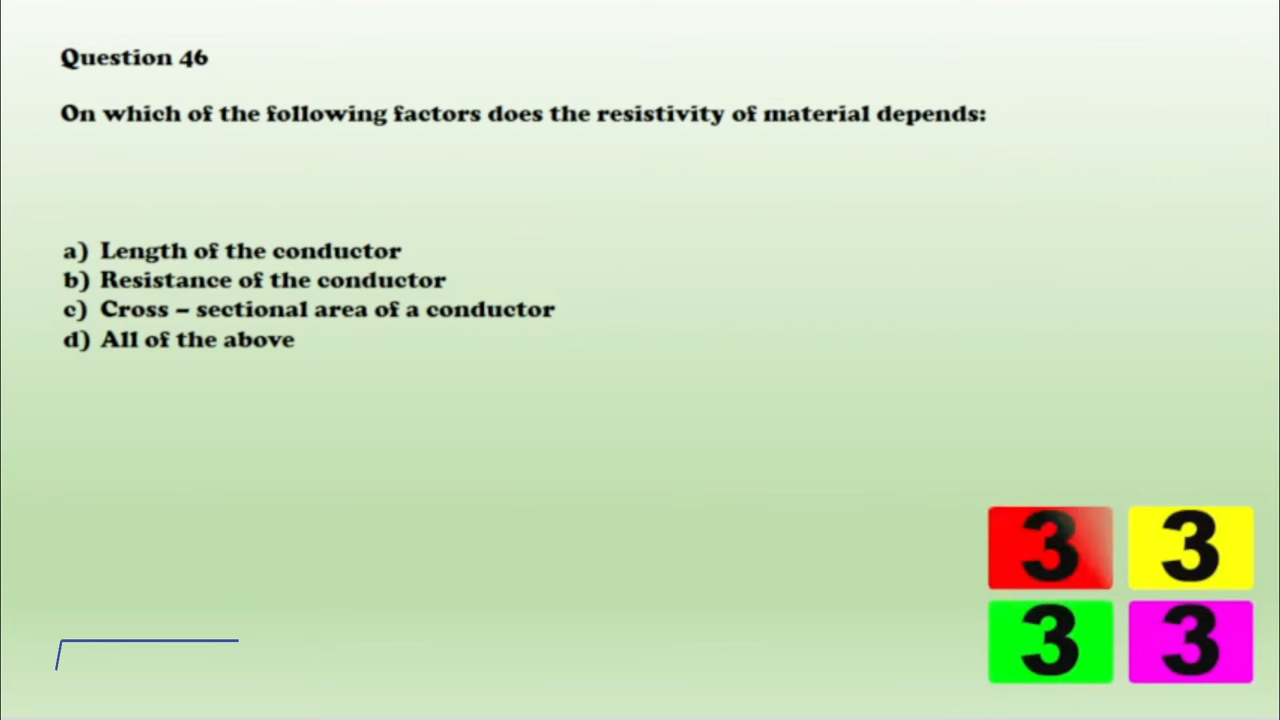 Question 46
On which of the following factors does the resistivity of material depends:
a) Length of the conductor
b) Resistance of the conductor
c) Cross – sectional area of a conductor
d) All of the above
3 3
3 3